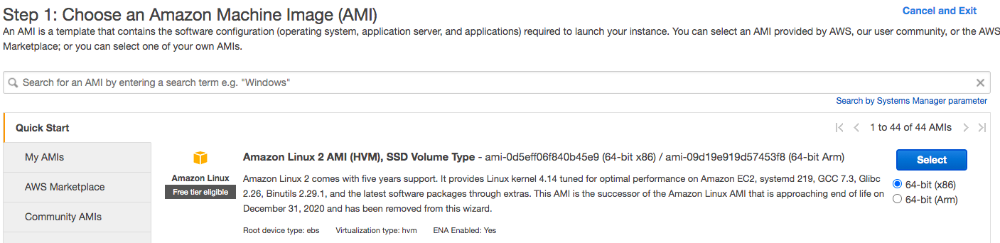 Step 1: Choose an Amazon Machine Image (AMI)
Cancel and Exit
An AMI is a template that contains the software configuration (operating system, application server, and applications) required to launch your instance. You can select an AMI provided by AWS, our user community, or the AWS
Marketplace; or you can select one of your own AMIs.
Search for an AMI by entering a search term e.g. "Windows"
Search by Systems Manager parameter
Quick Start
1 to 44 of 44 AMIs
My AMIs
AWS Marketplace
Community AMIs
Amazon Linux
Free tier eligible
Amazon Linux 2 AMI (HVM), SSD Volume Type - ami-0d5eff06f840b45e9 (64-bit x86) / ami-09d19e919d57453f8 (64-bit Arm)
Amazon Linux 2 comes with five years support. It provides Linux kernel 4.14 tuned for optimal performance on Amazon EC2, systemd 219, GCC 7.3, Glibc
2.26, Binutils 2.29.1, and the latest software packages through extras. This AMI is the successor of the Amazon Linux AMI that is approaching end of life on
December 31, 2020 and has been removed from this wizard.
Root device type: ebs Virtualization type: hvm ENA Enabled: Yes
Select
64-bit (x86)
64-bit (Arm)